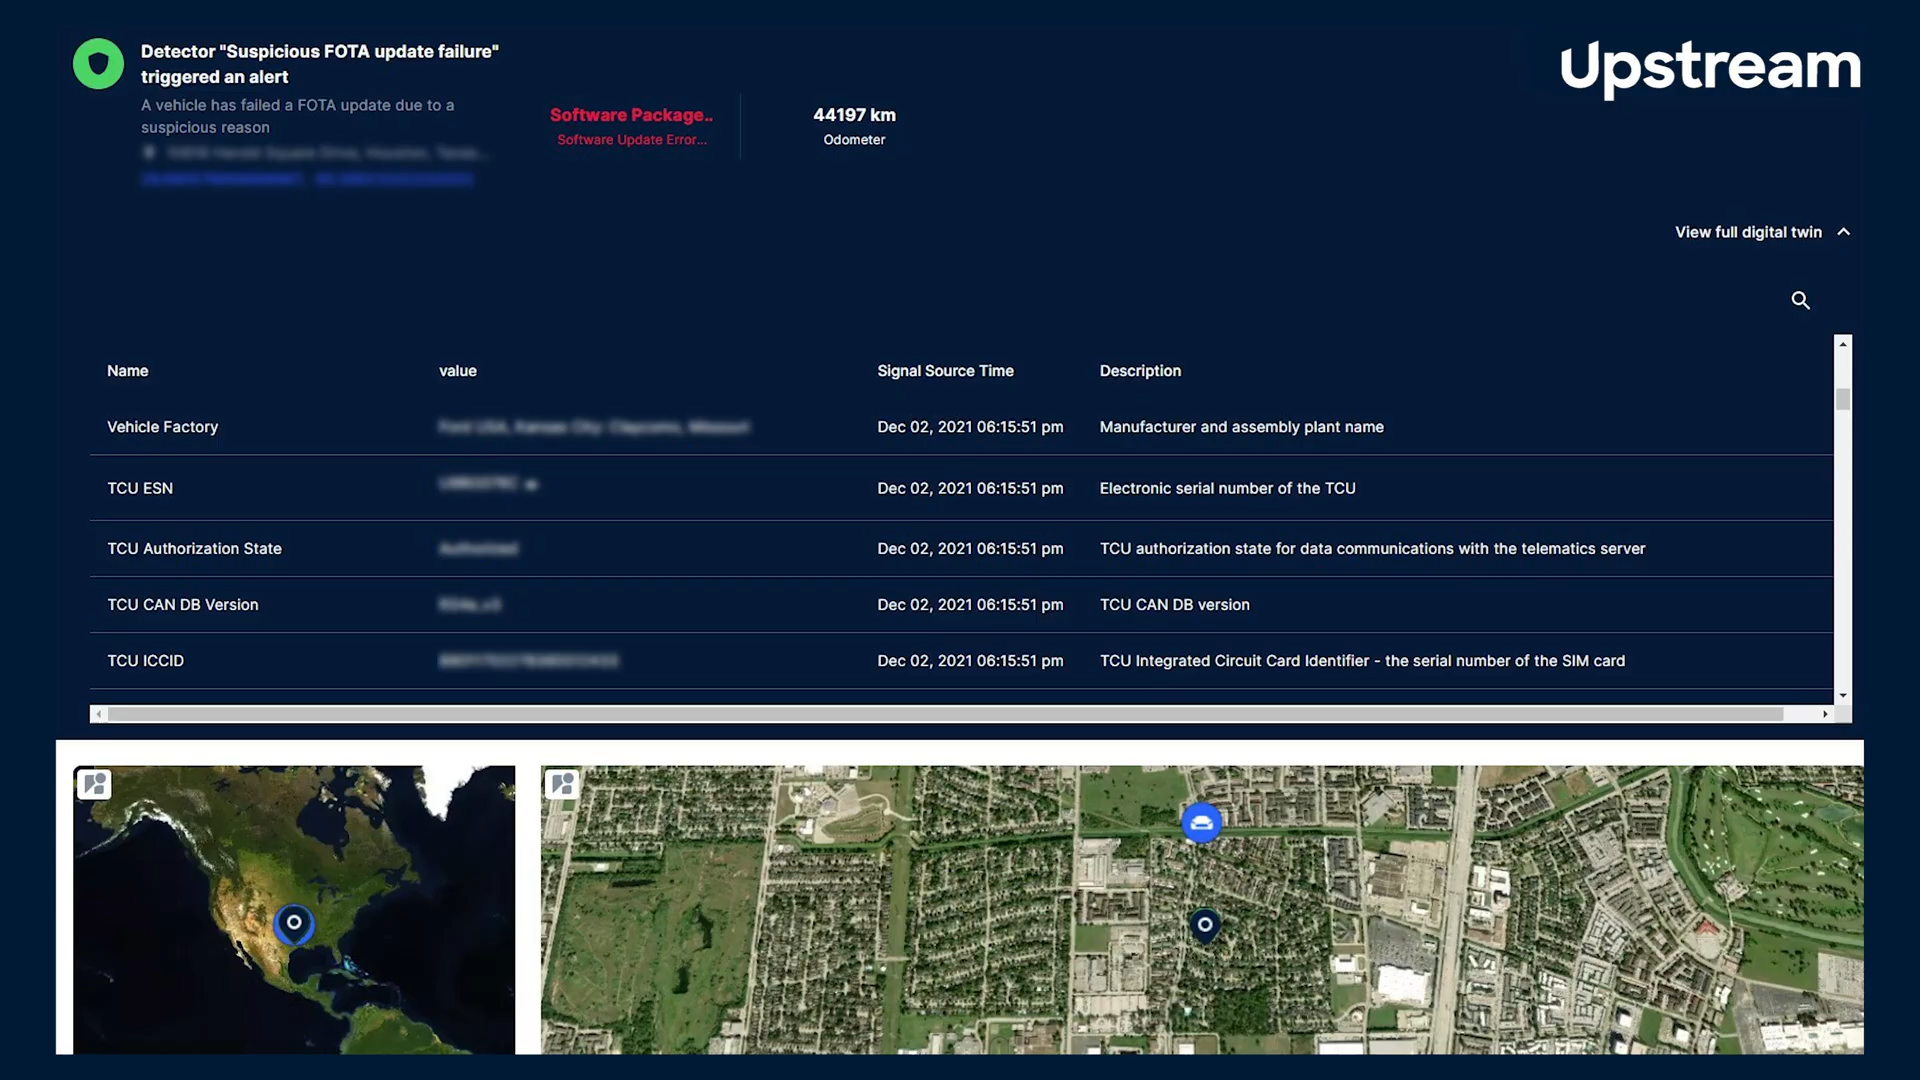 Detector "Suspicious FOTA update failure"
triggered an alert
A vehicle has failed a FOTA update due to a
suspicious reason
Software Package..
Software Update Error...
44197 km
Odometer
Upstream
View full digital twin
Name value Signal Source Time Description
Vehicle Factory Dec 02, 2021 06:15:51 pm Manufacturer and assembly plant name
TCU ESN Dec 02, 2021 06:15:51 pm Electronic serial number of the TCU
TCU Authorization State Dec 02, 2021 06:15:51 pm TCU authorization state for data communications with the telematics server
TCU CAN DB Version Dec 02, 2021 06:15:51 pm TCU CAN DB version
TCU ICCID Dec 02, 2021 06:15:51 pm TCU Integrated Circuit Card Identifier - the serial number of the SIM card